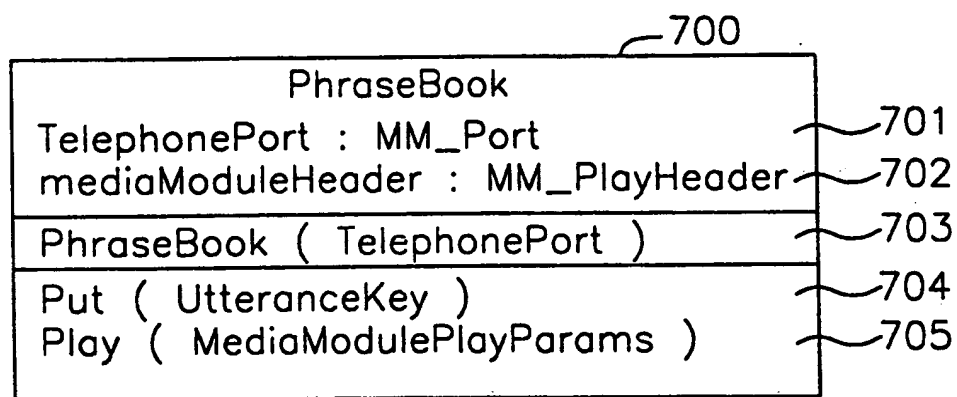 700
PhraseBook
TelephonePort : MM_Port 701
mediaModuleHeader : MM_PlayHeader 702
PhraseBook ( TelephonePort ) 703
Put ( UtteranceKey ) 704
Play ( MediaModulePlayParams ) 705